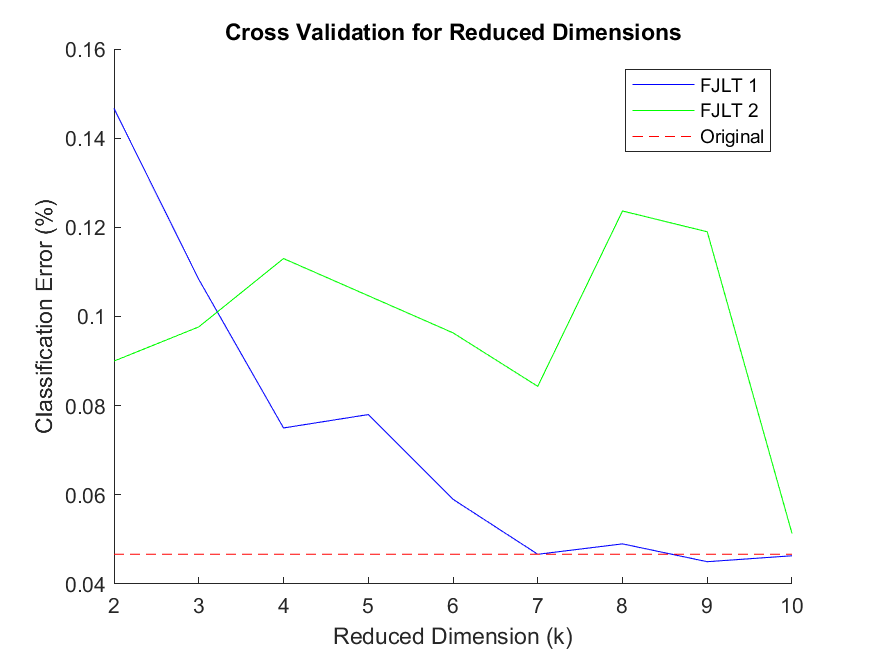 Cross Validation for Reduced Dimensions
0.16
0.14
0.12
0.1
0.08
0.06
0.04
Classification Error (%)
FJLT 1
FJLT 2
Original
2 3 4 5 6 7 8 9 10
Reduced Dimension (k)